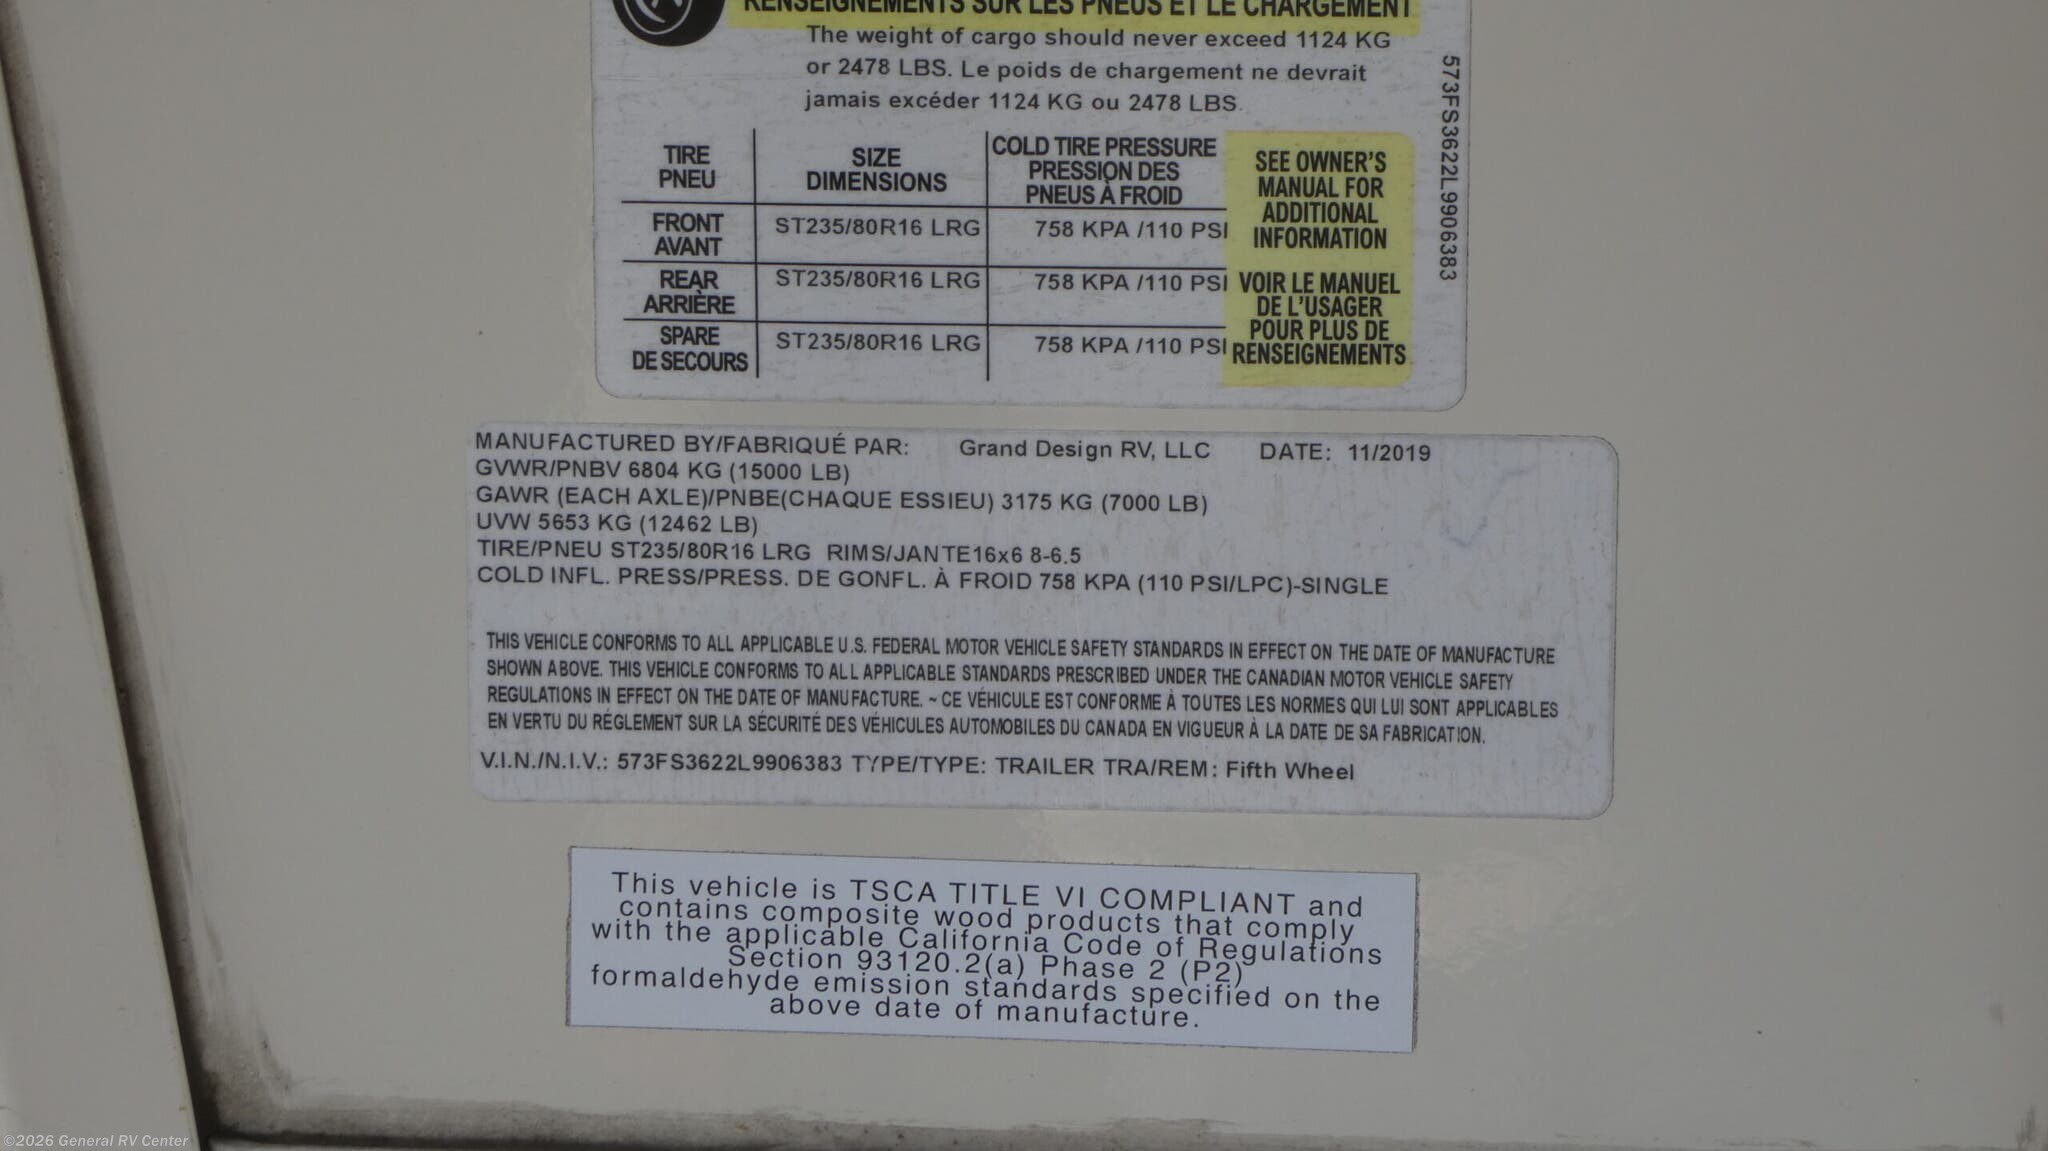 RENSEIGNEMENTS SUR LES PNEUS ET LE CHARGEMENT
The weight of cargo should never exceed 1124 KG
or 2478 LBS. Le poids de chargement ne devrait
jamais excéder 1124 KG ou 2478 LBS.
573FS3622L9906383
TIRE
PNEU
SIZE
DIMENSIONS
COLD TIRE PRESSURE
PRESSION DES
PNEUS À FROID
FRONT
AVANT
ST235/80R16 LRG
758 KPA /110 PSI
REAR
ARRIÈRE
ST235/80R16 LRG
758 KPA /110 PSI
SPARE
DE SECOURS
ST235/80R16 LRG
758 KPA /110 PSI
SEE OWNER'S
MANUAL FOR
ADDITIONAL
INFORMATION
VOIR LE MANUEL
DE L'USAGER
POUR PLUS DE
RENSEIGNEMENTS
MANUFACTURED BY/FABRIQUÉ PAR: Grand Design RV, LLC DATE: 11/2019
GVWR/PNBV 6804 KG (15000 LB)
GAWR (EACH AXLE)/PNBE(CHAQUE ESSIEU) 3175 KG (7000 LB)
UVW 5653 KG (12462 LB)
TIRE/PNEU ST235/80R16 LRG RIMS/JANTE16x6 8-6.5
COLD INFL. PRESS/PRESS. DE GONFL. À FROID 758 KPA (110 PSI/LPC)-SINGLE
THIS VEHICLE CONFORMS TO ALL APPLICABLE U.S. FEDERAL MOTOR VEHICLE SAFETY STANDARDS IN EFFECT ON THE DATE OF MANUFACTURE
SHOWN ABOVE. THIS VEHICLE CONFORMS TO ALL APPLICABLE STANDARDS PRESCRIBED UNDER THE CANADIAN MOTOR VEHICLE SAFETY
REGULATIONS IN EFFECT ON THE DATE OF MANUFACTURE. ~ CE VÉHICULE EST CONFORME À TOUTES LES NORMES QUI LUI SONT APPLICABLES
EN VERTU DU RÉGLEMENT SUR LA SÉCURITÉ DES VÉHICULES AUTOMOBILES DU CANADA EN VIGUEUR À LA DATE DE SA FABRICATION.
V.I.N./N.I.V.: 573FS3622L9906383 TYPE/TYPE: TRAILER TRA/REM: Fifth Wheel
This vehicle is TSCA TITLE VI COMPLIANT and
contains composite wood products that comply
with the applicable California Code of Regulations
Section 93120.2(a) Phase 2 (P2)
formaldehyde emission standards specified on the
above date of manufacture.
©2026 General RV Center